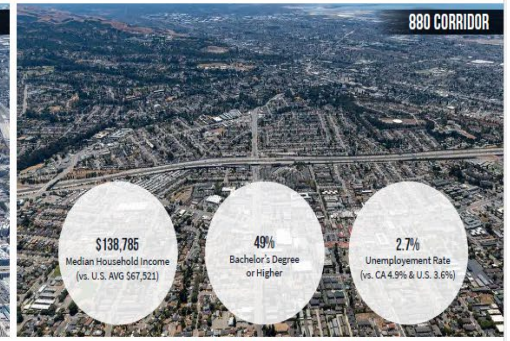 880 CORRIDOR
$138,785
Median Household Income
(vs. U.S. AVG $67,521)
49%
Bachelor's Degree
or Higher
2.7%
Unemployement Rate
(vs. CA 4.9% & U.S. 3.6%)